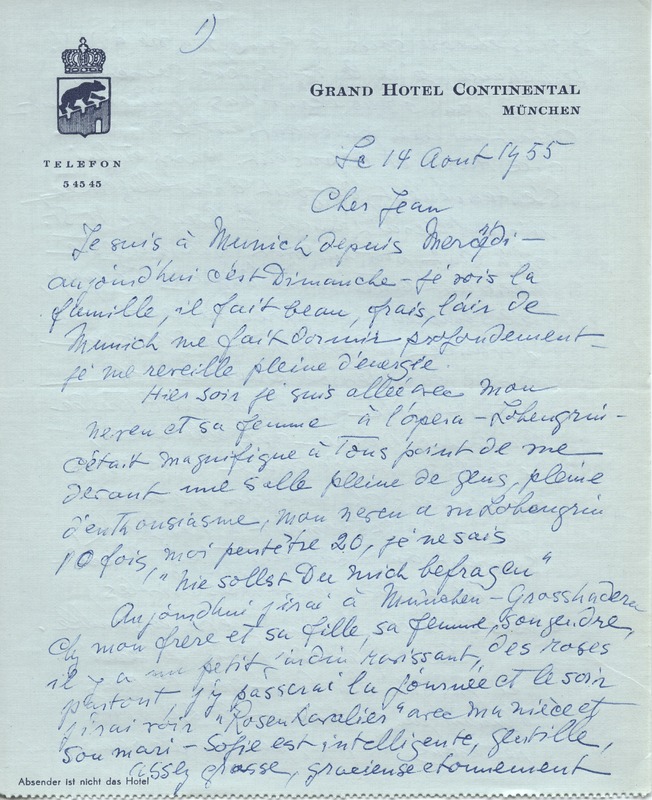 1)
GRAND HOTEL CONTINENTAL
MÜNCHEN
TELEFON
5 45 45
Le 14 Aout 1955
Cher Jean
Je suis à Munich depuis Mercredi –
aujourd'hui c'est Dimanche – je vois la
famille, il fait beau, frais, l'air de
Munich me fait dormir profondement –
je me reveille pleine d'énergie.
Hier soir je suis allée avec mon
neveu et sa femme à l'opera – Lohengrin –
c'était magnifique à tous point de vue
devant une salle pleine de gens, pleine
d'enthousiasme, mon neveu a vu Lohengrin
10 fois, moi peutêtre 20, je ne sais
"Nie sollst Du mich befragen"
Aujourdhui j'irai à München – Grosshadern
chez mon frere et sa fille, sa femme, son gendre,
il y a un petit jardin ravissant, des roses
partout j'y passerai la journée et le soir
j'irai voir "Rosenkavalier" avec ma nièce et
son mari – Sofie est intelligente, gentille,
assez grosse, gracieuse etonnement
Absender ist nicht das Hotel